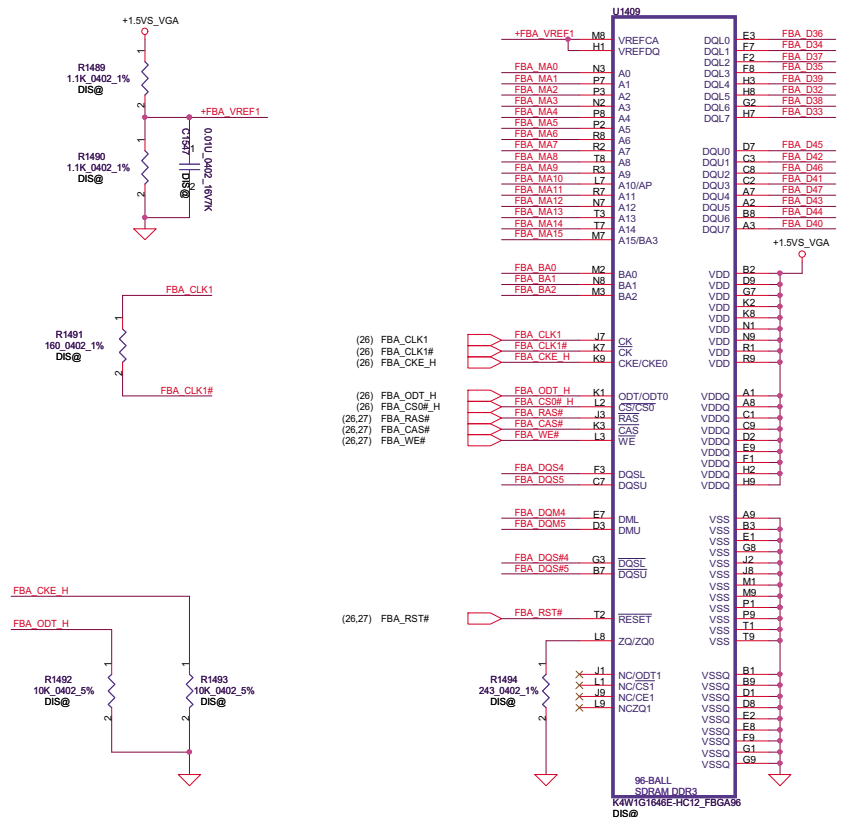 +1.5VS_VGA
1
R1489
1.1K_0402_1%
DIS@
2
+FBA_VREF1
1
R1490
1.1K_0402_1%
DIS@
2
C1547
1
0.01U_0402_16V7K
DIS@
2
FBA_CLK1
1
R1491
160_0402_1%
DIS@
2
FBA_CLK1#
FBA_CKE_H
FBA_ODT_H
1
R1492
10K_0402_5%
DIS@
2
1
R1493
10K_0402_5%
DIS@
2
U1409
+FBA_VREF1 M8 VREFCA
H1 VREFDQ
FBA_MA0 N3 A0
FBA_MA1 P7 A1
FBA_MA2 P3 A2
FBA_MA3 N2 A3
FBA_MA4 P8 A4
FBA_MA5 P2 A5
FBA_MA6 R8 A6
FBA_MA7 R2 A7
FBA_MA8 T8 A8
FBA_MA9 R3 A9
FBA_MA10 L7 A10/AP
FBA_MA11 R7 A11
FBA_MA12 N7 A12
FBA_MA13 T3 A13
FBA_MA14 T7 A14
FBA_MA15 M7 A15/BA3
FBA_BA0 M2 BA0
FBA_BA1 N8 BA1
FBA_BA2 M3 BA2
(26) FBA_CLK1 FBA_CLK1 J7 CK
(26) FBA_CLK1# FBA_CLK1# K7 CK
(26) FBA_CKE_H FBA_CKE_H K9 CKE/CKE0
(26) FBA_ODT_H FBA_ODT_H K1 ODT/ODT0
(26) FBA_CS0#_H FBA_CS0#_H L2 CS/CS0
(26,27) FBA_RAS# FBA_RAS# J3 RAS
(26,27) FBA_CAS# FBA_CAS# K3 CAS
(26,27) FBA_WE# FBA_WE# L3 WE
FBA_DQS4 F3 DQSL
FBA_DQS5 C7 DQSU
FBA_DQM4 E7 DML
FBA_DQM5 D3 DMU
FBA_DQS#4 G3 DQSL
FBA_DQS#5 B7 DQSU
(26,27) FBA_RST# FBA_RST# T2 RESET
L8 ZQ/ZQ0
1
R1494
243_0402_1%
DIS@
2
J1 NC/ODT1
L1 NC/CS1
J9 NC/CE1
L9 NCZQ1
DQL0 E3 FBA_D36
DQL1 F7 FBA_D34
DQL2 F2 FBA_D37
DQL3 F8 FBA_D35
DQL4 H3 FBA_D39
DQL5 H8 FBA_D32
DQL6 G2 FBA_D38
DQL7 H7 FBA_D33
DQU0 D7 FBA_D45
DQU1 C3 FBA_D42
DQU2 C8 FBA_D46
DQU3 C2 FBA_D41
DQU4 A7 FBA_D47
DQU5 A2 FBA_D43
DQU6 B8 FBA_D44
DQU7 A3 FBA_D40
+1.5VS_VGA
VDD B2
VDD D9
VDD G7
VDD K2
VDD K8
VDD N1
VDD N9
VDD R1
VDD R9
VDDQ A1
VDDQ A8
VDDQ C1
VDDQ C9
VDDQ D2
VDDQ E9
VDDQ F1
VDDQ H2
VDDQ H9
VSS A9
VSS B3
VSS E1
VSS G8
VSS J2
VSS J8
VSS M1
VSS M9
VSS P1
VSS P9
VSS T1
VSS T9
VSSQ B1
VSSQ B9
VSSQ D1
VSSQ D8
VSSQ E2
VSSQ E8
VSSQ F9
VSSQ G1
VSSQ G9
96-BALL
SDRAM DDR3
K4W1G1646E-HC12_FBGA96
DIS@